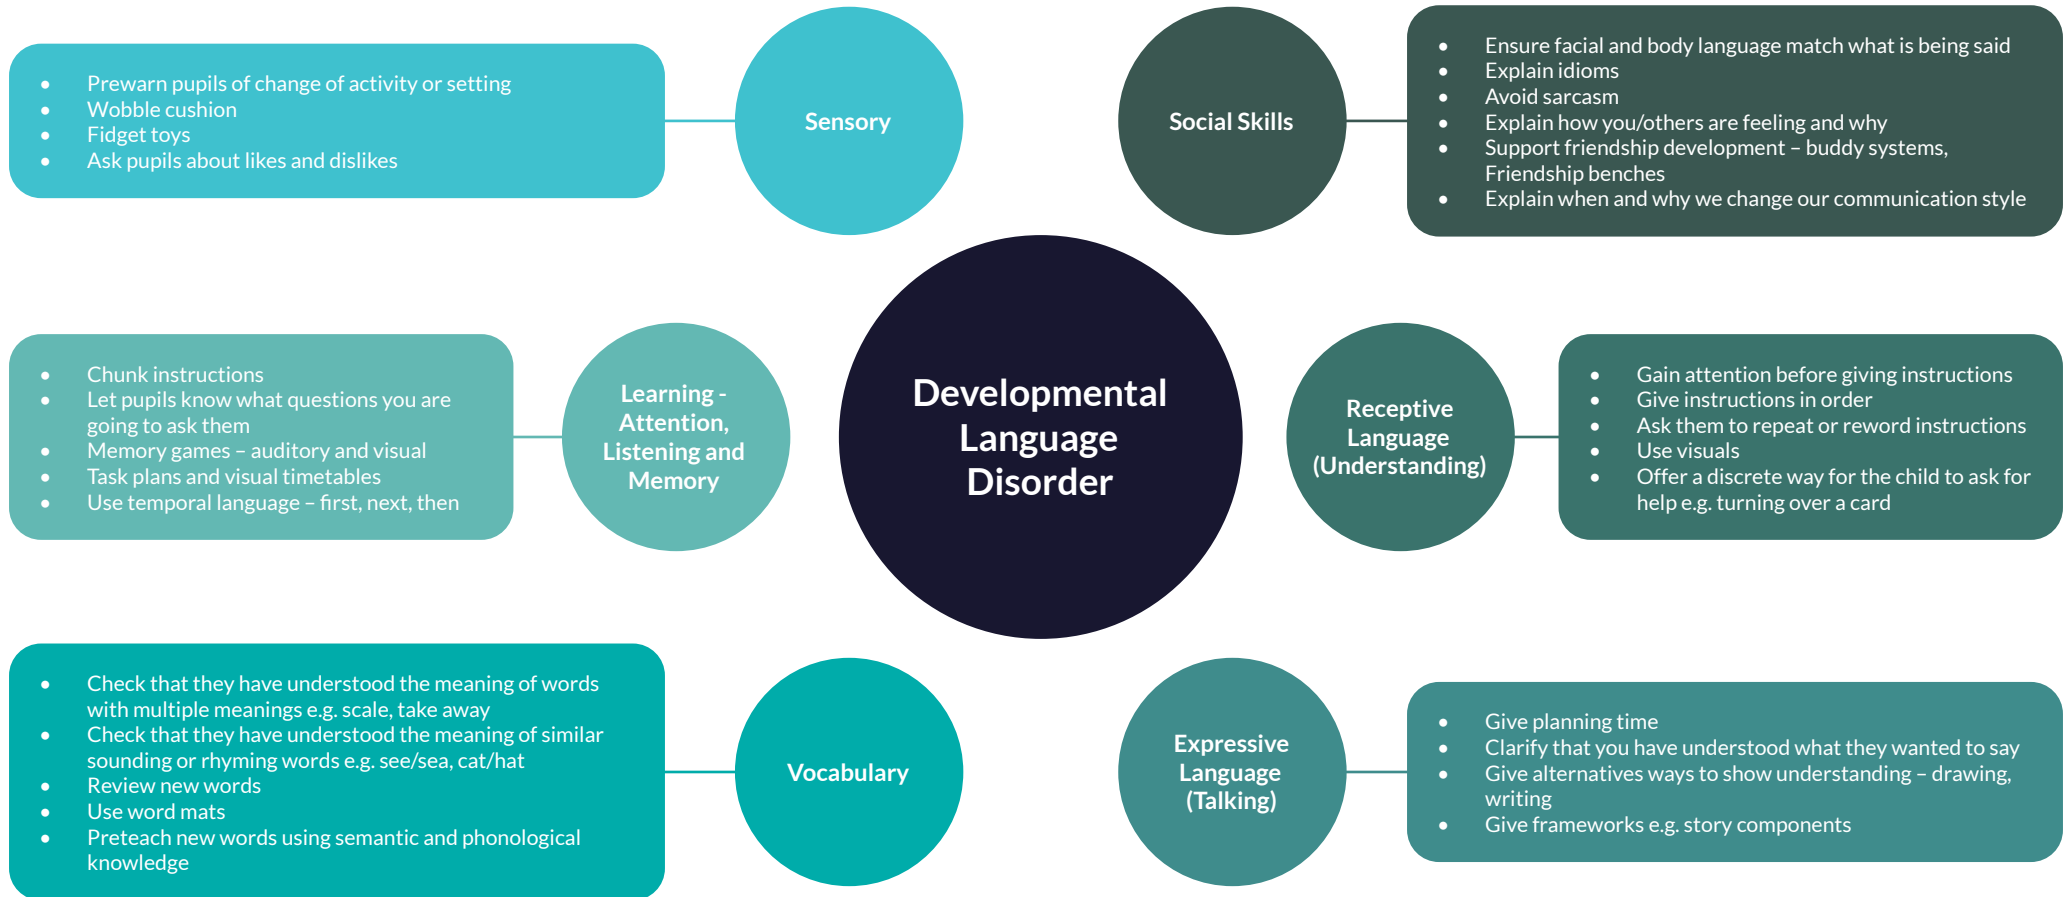 Developmental
Language
Disorder
Sensory
• Prewarn pupils of change of activity or setting
• Wobble cushion
• Fidget toys
• Ask pupils about likes and dislikes
Social Skills
• Ensure facial and body language match what is being said
• Explain idioms
• Avoid sarcasm
• Explain how you/others are feeling and why
• Support friendship development – buddy systems,
Friendship benches
• Explain when and why we change our communication style
Learning -
Attention,
Listening and
Memory
• Chunk instructions
• Let pupils know what questions you are
going to ask them
• Memory games – auditory and visual
• Task plans and visual timetables
• Use temporal language – first, next, then
Receptive
Language
(Understanding)
• Gain attention before giving instructions
• Give instructions in order
• Ask them to repeat or reword instructions
• Use visuals
• Offer a discrete way for the child to ask for
help e.g. turning over a card
Vocabulary
• Check that they have understood the meaning of words
with multiple meanings e.g. scale, take away
• Check that they have understood the meaning of similar
sounding or rhyming words e.g. see/sea, cat/hat
• Review new words
• Use word mats
• Preteach new words using semantic and phonological
knowledge
Expressive
Language
(Talking)
• Give planning time
• Clarify that you have understood what they wanted to say
• Give alternatives ways to show understanding – drawing,
writing
• Give frameworks e.g. story components